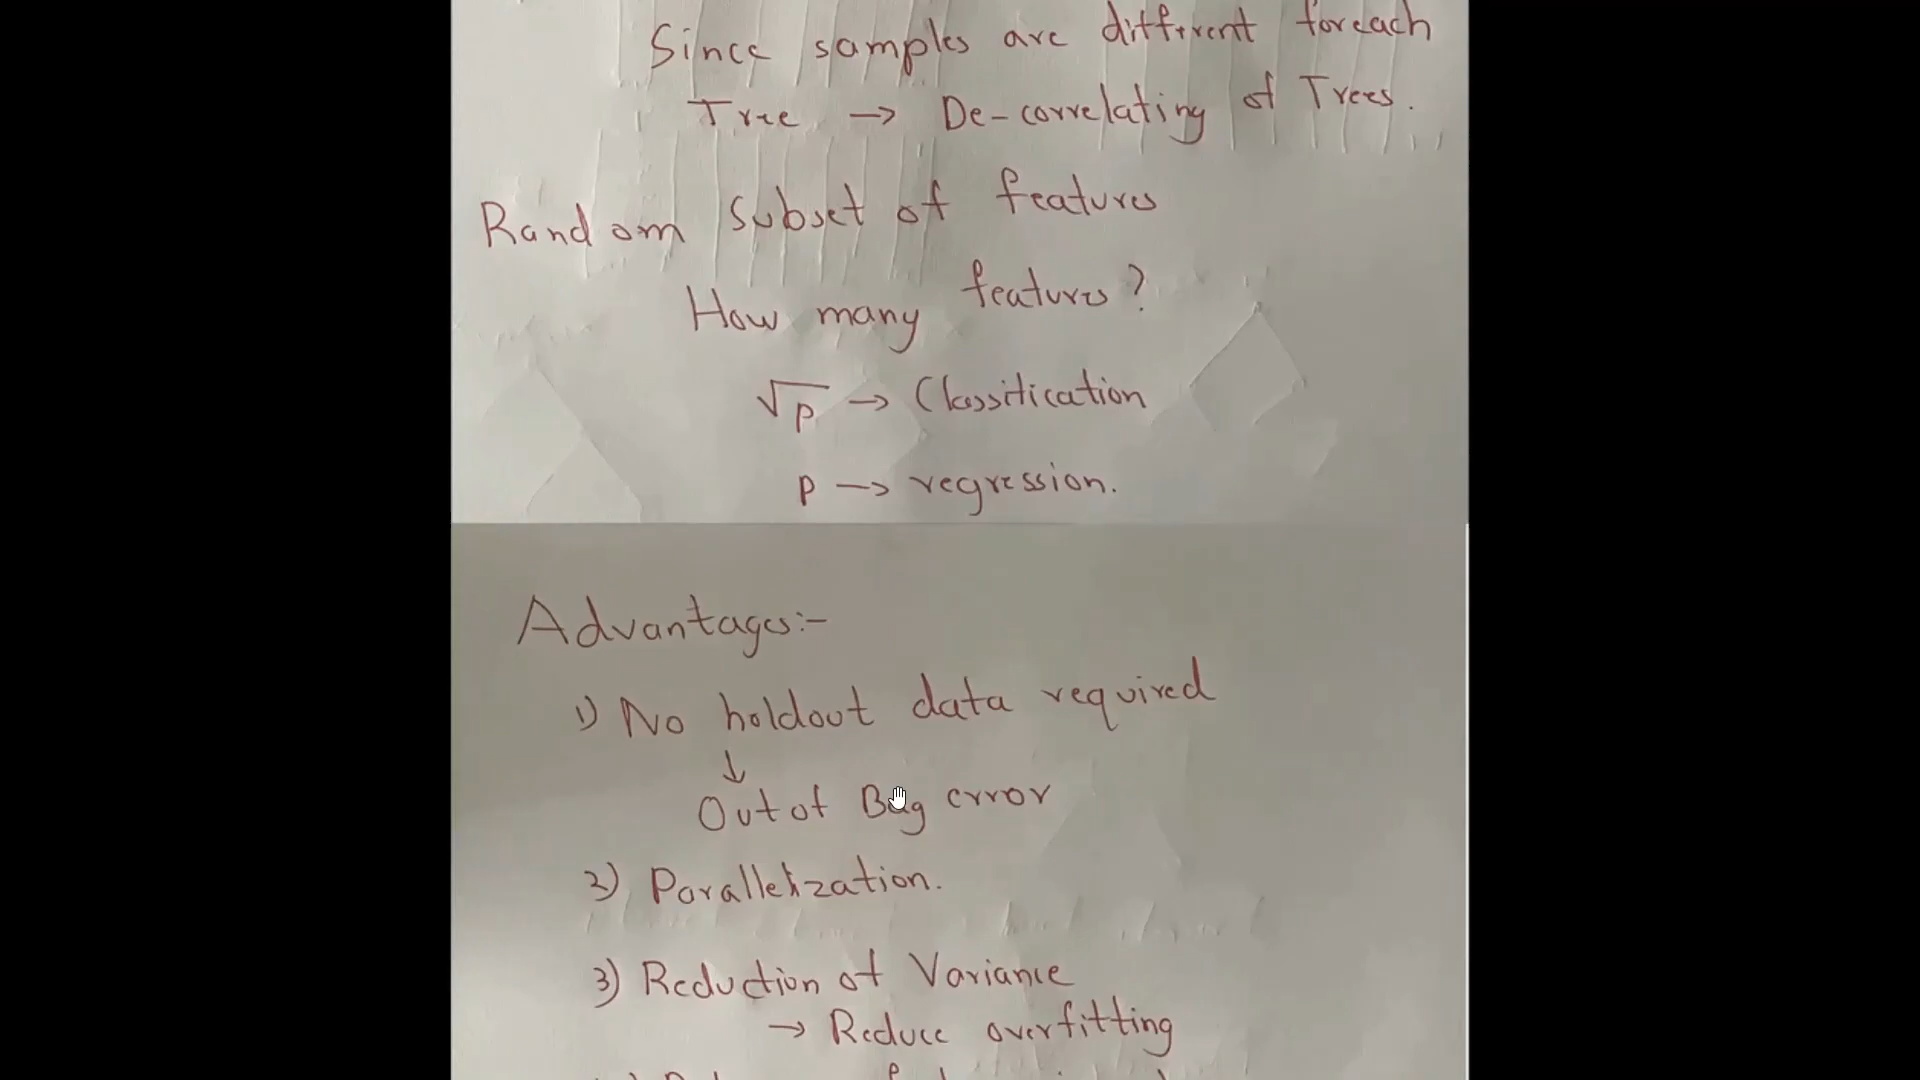 Since samples are different foreach
Tree → De-correlating of Trees.
Random subset of features
How many features?
√p → Classification
p → regression.
Advantages:-
1) No holdout data required
↓
Out of Bag error
2) Parallelization.
3) Reduction of Variance
→ Reduce overfitting